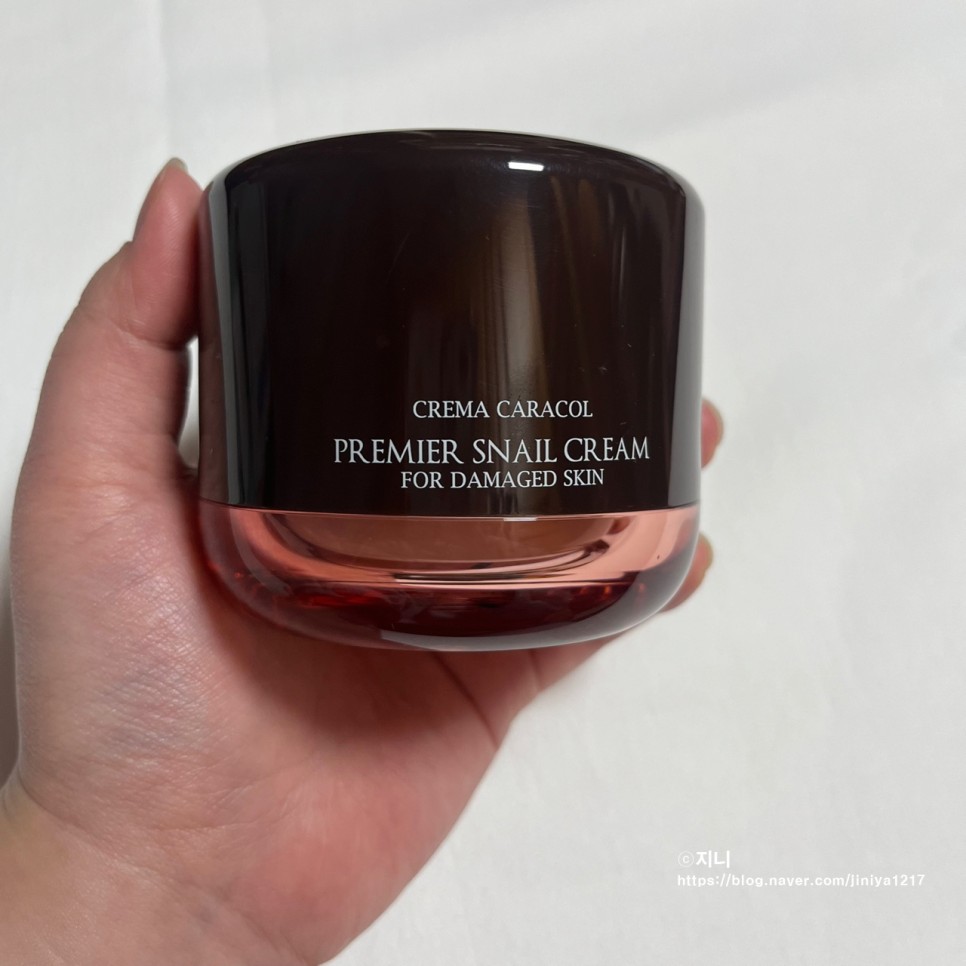 CREMA CARACOL
PREMIER SNAIL CREAM
FOR DAMAGED SKIN
ⓒ지니
https://blog.naver.com/jiniya1217